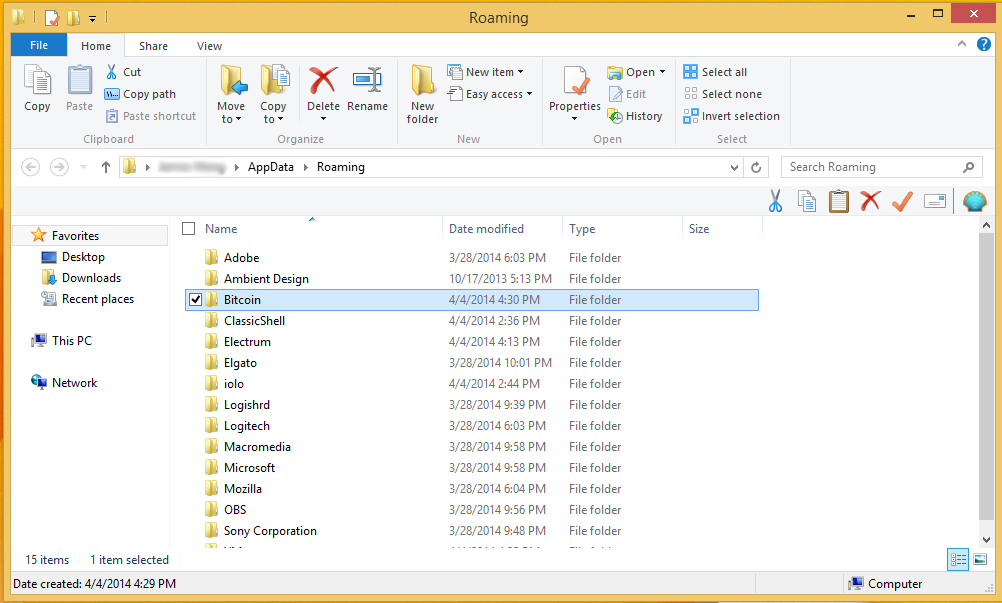 Roaming
File Home Share View
Copy Paste Cut Copy path Paste shortcut Move to Copy to Delete Rename New folder New item Easy access Properties Open Edit History Select all Select none Invert selection
Clipboard Organize New Open Select
AppData Roaming Search Roaming
Name Date modified Type Size
Favorites
Desktop
Downloads
Recent places
This PC
Network
Adobe 3/28/2014 6:03 PM File folder
Ambient Design 10/17/2013 5:13 PM File folder
Bitcoin 4/4/2014 4:30 PM File folder
ClassicShell 4/4/2014 2:36 PM File folder
Electrum 4/4/2014 4:13 PM File folder
Elgato 3/28/2014 10:01 PM File folder
iolo 4/4/2014 2:44 PM File folder
Logishrd 3/28/2014 9:39 PM File folder
Logitech 3/28/2014 6:03 PM File folder
Macromedia 3/28/2014 9:58 PM File folder
Microsoft 3/28/2014 9:58 PM File folder
Mozilla 3/28/2014 6:04 PM File folder
OBS 3/28/2014 9:56 PM File folder
Sony Corporation 3/28/2014 9:48 PM File folder
15 items 1 item selected
Date created: 4/4/2014 4:29 PM Computer